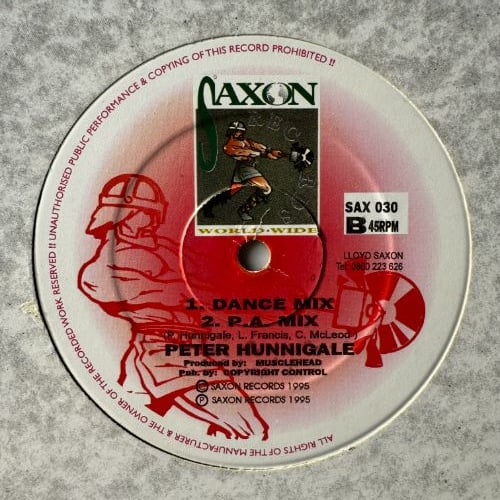 ALL RIGHTS OF THE MANUFACTURER & THE OWNER OF THE RECORDED WORK RESERVED !! UNAUTHORISED PUBLIC PERFORMANCE & COPYING OF THIS RECORD PROHIBITED !!
SAXON
RECORDS
WORLD • WIDE
SAX 030
B 45RPM
LLOYD SAXON
Tel: 0860 223 626
1. DANCE MIX
2. P.A. MIX
(P. Hunnigale, L. Francis, C. McLeod)
PETER HUNNIGALE
Produced by: MUSCLEHEAD
Pub. by: COPYRIGHT CONTROL
© SAXON RECORDS 1995
Ⓟ SAXON RECORDS 1995